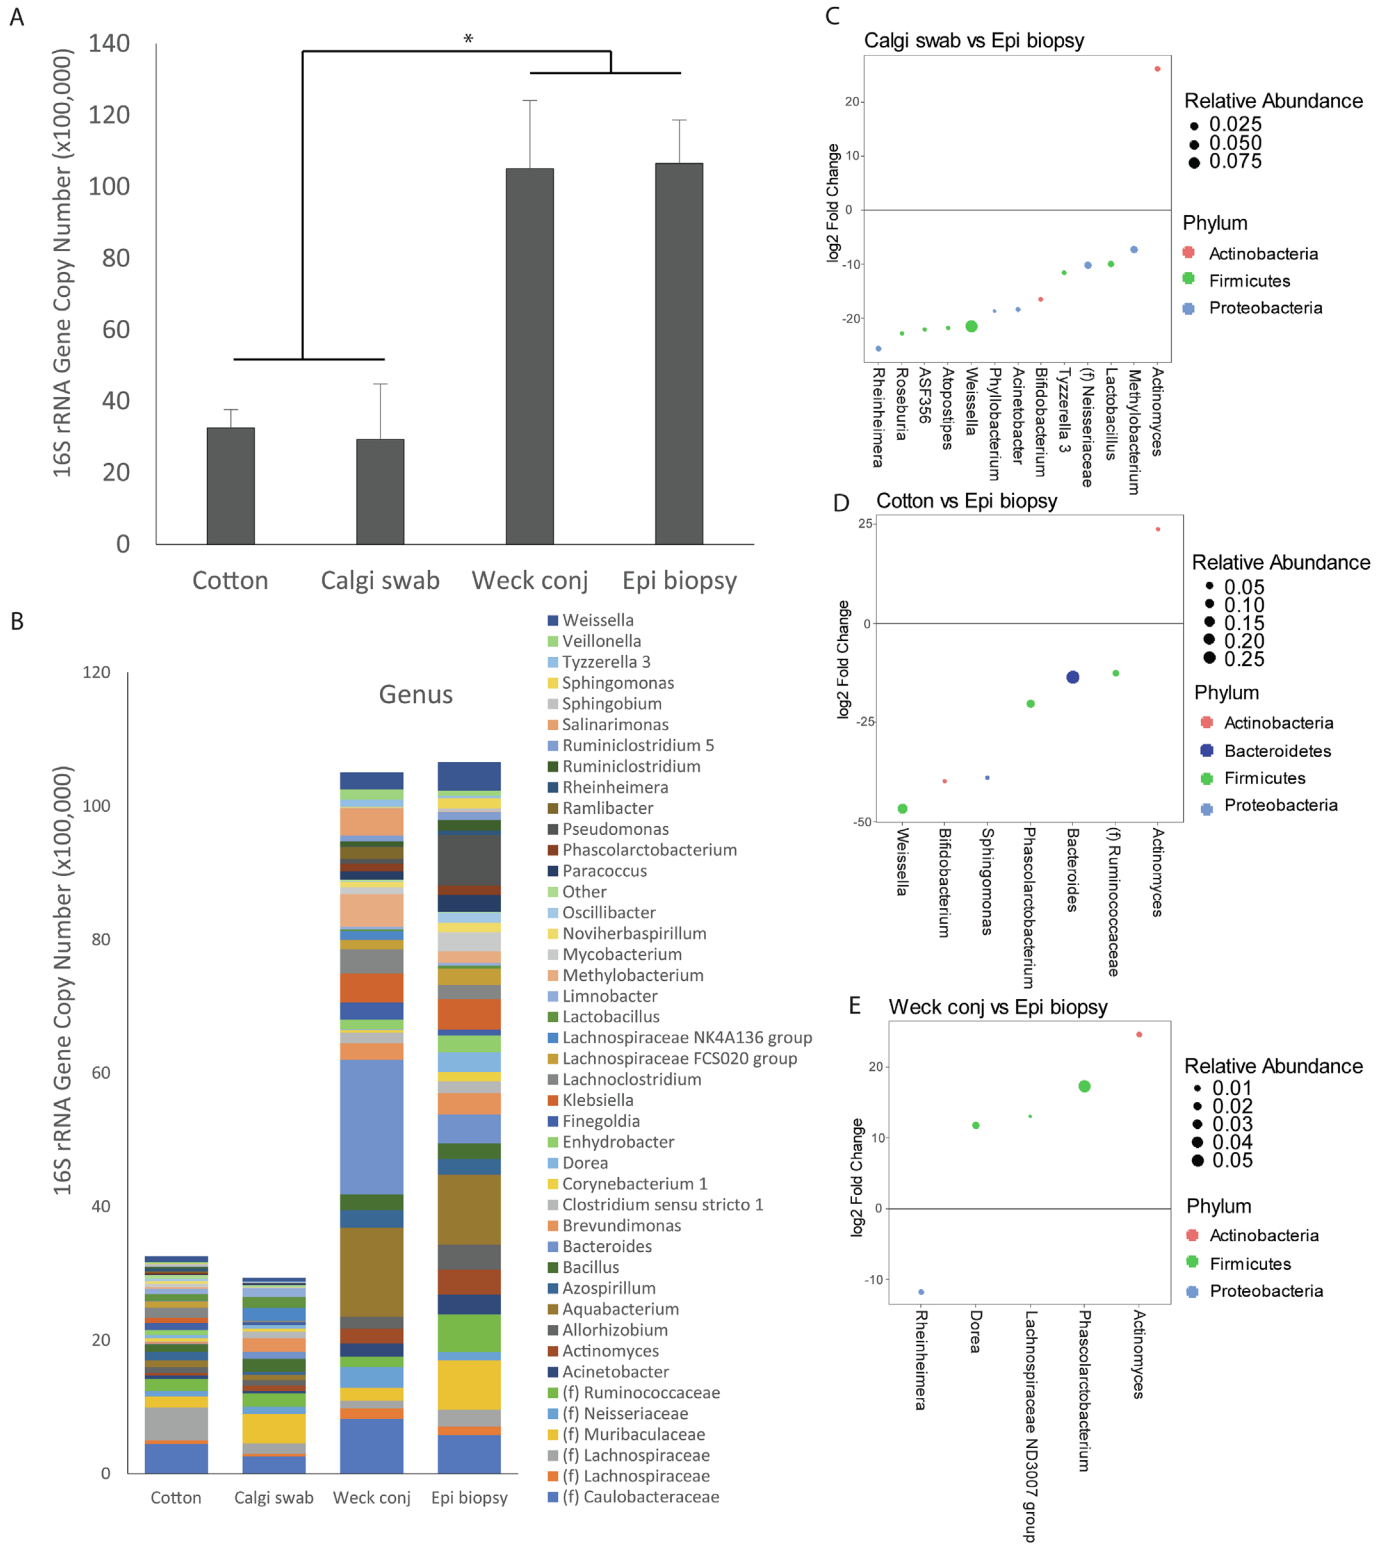 A
16S rRNA Gene Copy Number (x100,000)
140
120
100
80
60
40
20
0
*
Cotton
Calgi swab
Weck conj
Epi biopsy
B
16S rRNA Gene Copy Number (x100,000)
120
100
80
60
40
20
0
Genus
Cotton
Calgi swab
Weck conj
Epi biopsy
Weissella
Veillonella
Tyzzerella 3
Sphingomonas
Sphingobium
Salinarimonas
Ruminiclostridium 5
Ruminiclostridium
Rheinheimera
Ramlibacter
Pseudomonas
Phascolarctobacterium
Paracoccus
Other
Oscillibacter
Noviherbaspirillum
Mycobacterium
Methylobacterium
Limnobacter
Lactobacillus
Lachnospiraceae NK4A136 group
Lachnospiraceae FCS020 group
Lachnoclostridium
Klebsiella
Finegoldia
Enhydrobacter
Dorea
Corynebacterium 1
Clostridium sensu stricto 1
Brevundimonas
Bacteroides
Bacillus
Azospirillum
Aquabacterium
Allorhizobium
Actinomyces
Acinetobacter
(f) Ruminococcaceae
(f) Neisseriaceae
(f) Muribaculaceae
(f) Lachnospiraceae
(f) Lachnospiraceae
(f) Caulobacteraceae
C
Calgi swab vs Epi biopsy
log2 Fold Change
20
10
0
-10
-20
Rheinheimera
Roseburia
ASF356
Atopostipes
Weissella
Phyllobacterium
Acinetobacter
Bifidobacterium
Tyzzerella 3
(f) Neisseriaceae
Lactobacillus
Methylobacterium
Actinomyces
Relative Abundance
0.025
0.050
0.075
Phylum
Actinobacteria
Firmicutes
Proteobacteria
D
Cotton vs Epi biopsy
log2 Fold Change
25
0
-25
-50
Weissella
Bifidobacterium
Sphingomonas
Phascolarctobacterium
Bacteroides
(f) Ruminococcaceae
Actinomyces
Relative Abundance
0.05
0.10
0.15
0.20
0.25
Phylum
Actinobacteria
Bacteroidetes
Firmicutes
Proteobacteria
E
Weck conj vs Epi biopsy
log2 Fold Change
20
10
0
-10
Rheinheimera
Dorea
Lachnospiraceae ND3007 group
Phascolarctobacterium
Actinomyces
Relative Abundance
0.01
0.02
0.03
0.04
0.05
Phylum
Actinobacteria
Firmicutes
Proteobacteria